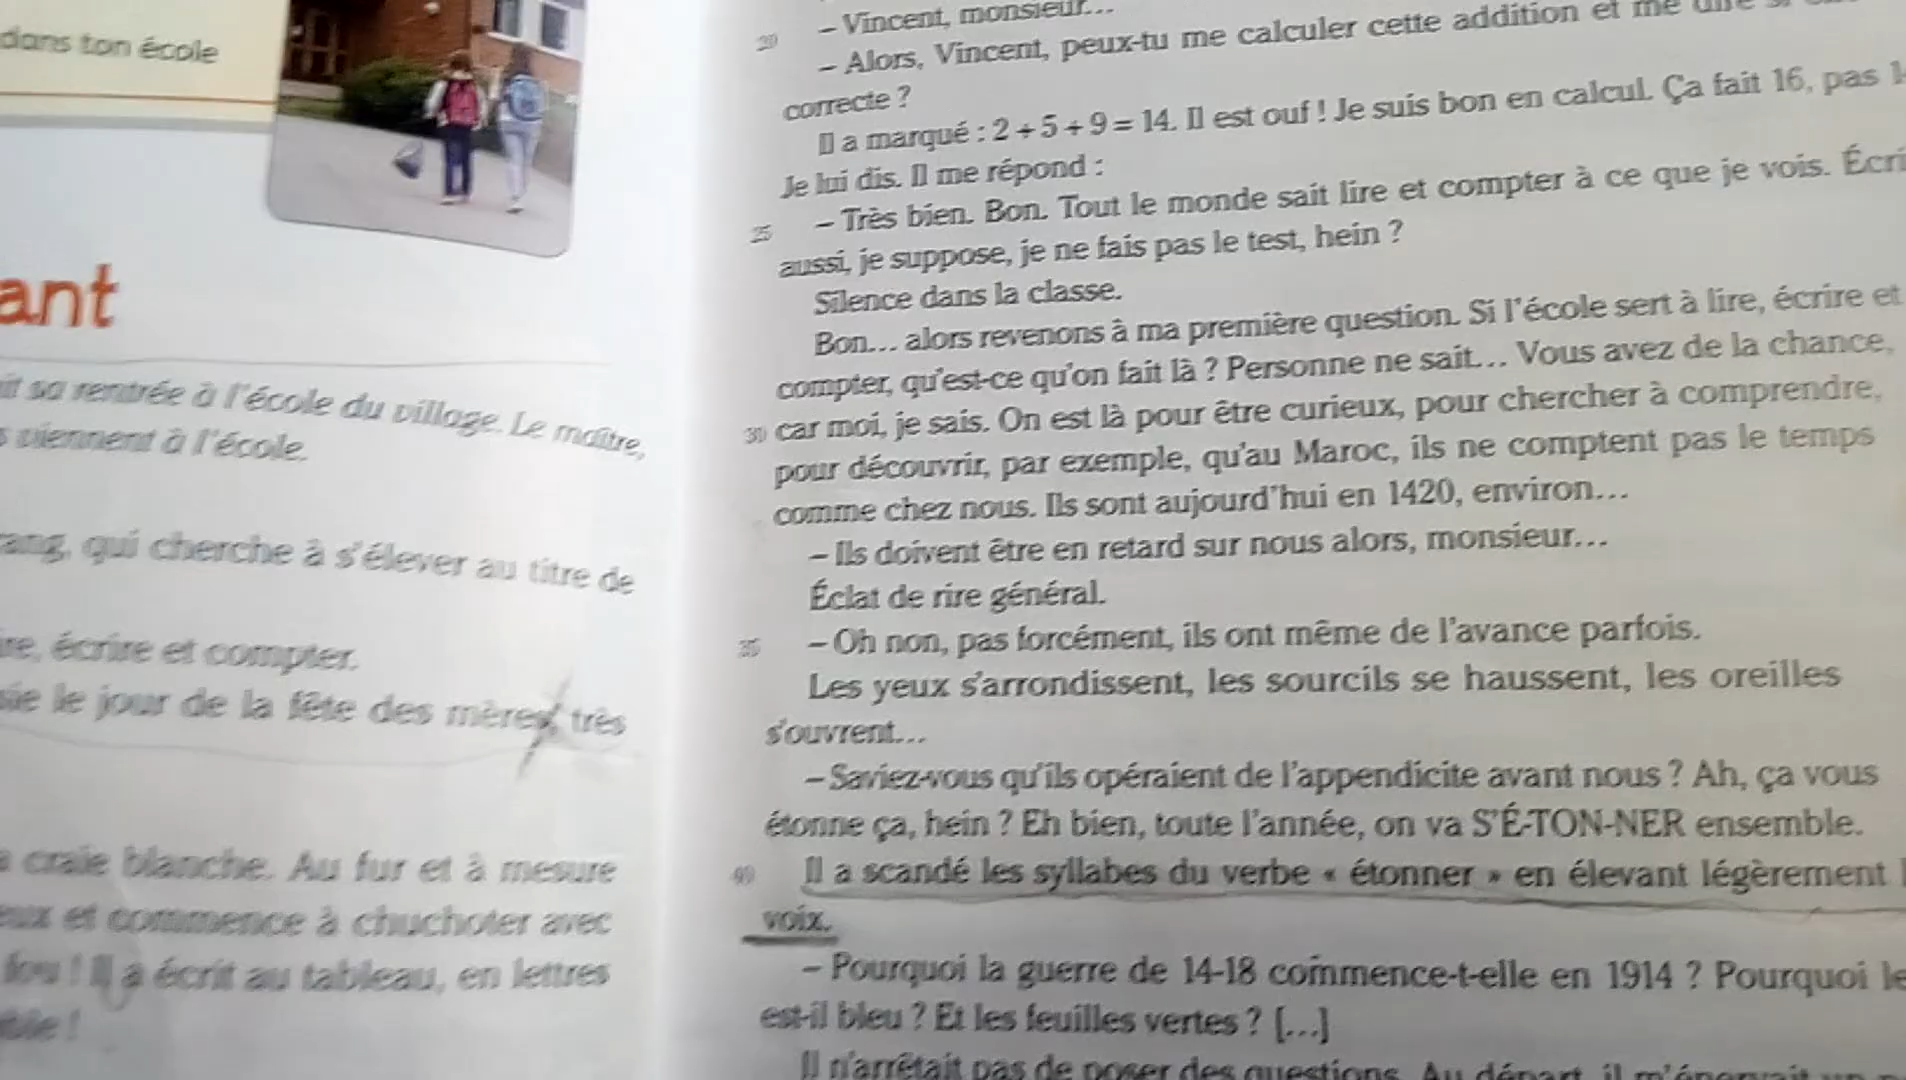 dans ton école
ant
sa rentrée à l'école du village. Le maître,
viennent à l'école.
rang, qui cherche à s'élever au titre de
écrire et compter.
le jour de la fête des mères, très
craie blanche. Au fur et à mesure
et commence à chuchoter avec
fou ! Il a écrit au tableau, en lettres
20 – Vincent, monsieur…
– Alors, Vincent, peux-tu me calculer cette addition et me dire
correcte ?
Il a marqué : 2 + 5 + 9 = 14. Il est ouf ! Je suis bon en calcul. Ça fait 16, pas
Je lui dis. Il me répond :
25 – Très bien. Bon. Tout le monde sait lire et compter à ce que je vois.
aussi, je suppose, je ne fais pas le test, hein ?
Silence dans la classe.
Bon… alors revenons à ma première question. Si l'école sert à lire, écrire et
compter, qu'est-ce qu'on fait là ? Personne ne sait… Vous avez de la chance,
30 car moi, je sais. On est là pour être curieux, pour chercher à comprendre,
pour découvrir, par exemple, qu'au Maroc, ils ne comptent pas le temps
comme chez nous. Ils sont aujourd'hui en 1420, environ…
– Ils doivent être en retard sur nous alors, monsieur…
Éclat de rire général.
35 – Oh non, pas forcément, ils ont même de l'avance parfois.
Les yeux s'arrondissent, les sourcils se haussent, les oreilles
s'ouvrent…
– Saviez-vous qu'ils opéraient de l'appendicite avant nous ? Ah, ça vous
étonne ça, hein ? Eh bien, toute l'année, on va S'É-TON-NER ensemble.
40 Il a scandé les syllabes du verbe « étonner » en élevant légèrement
voix.
– Pourquoi la guerre de 14-18 commence-t-elle en 1914 ? Pourquoi le
est-il bleu ? Et les feuilles vertes ? […]
Il n'arrêtait pas de poser des questions. Au départ, il m'énervait un